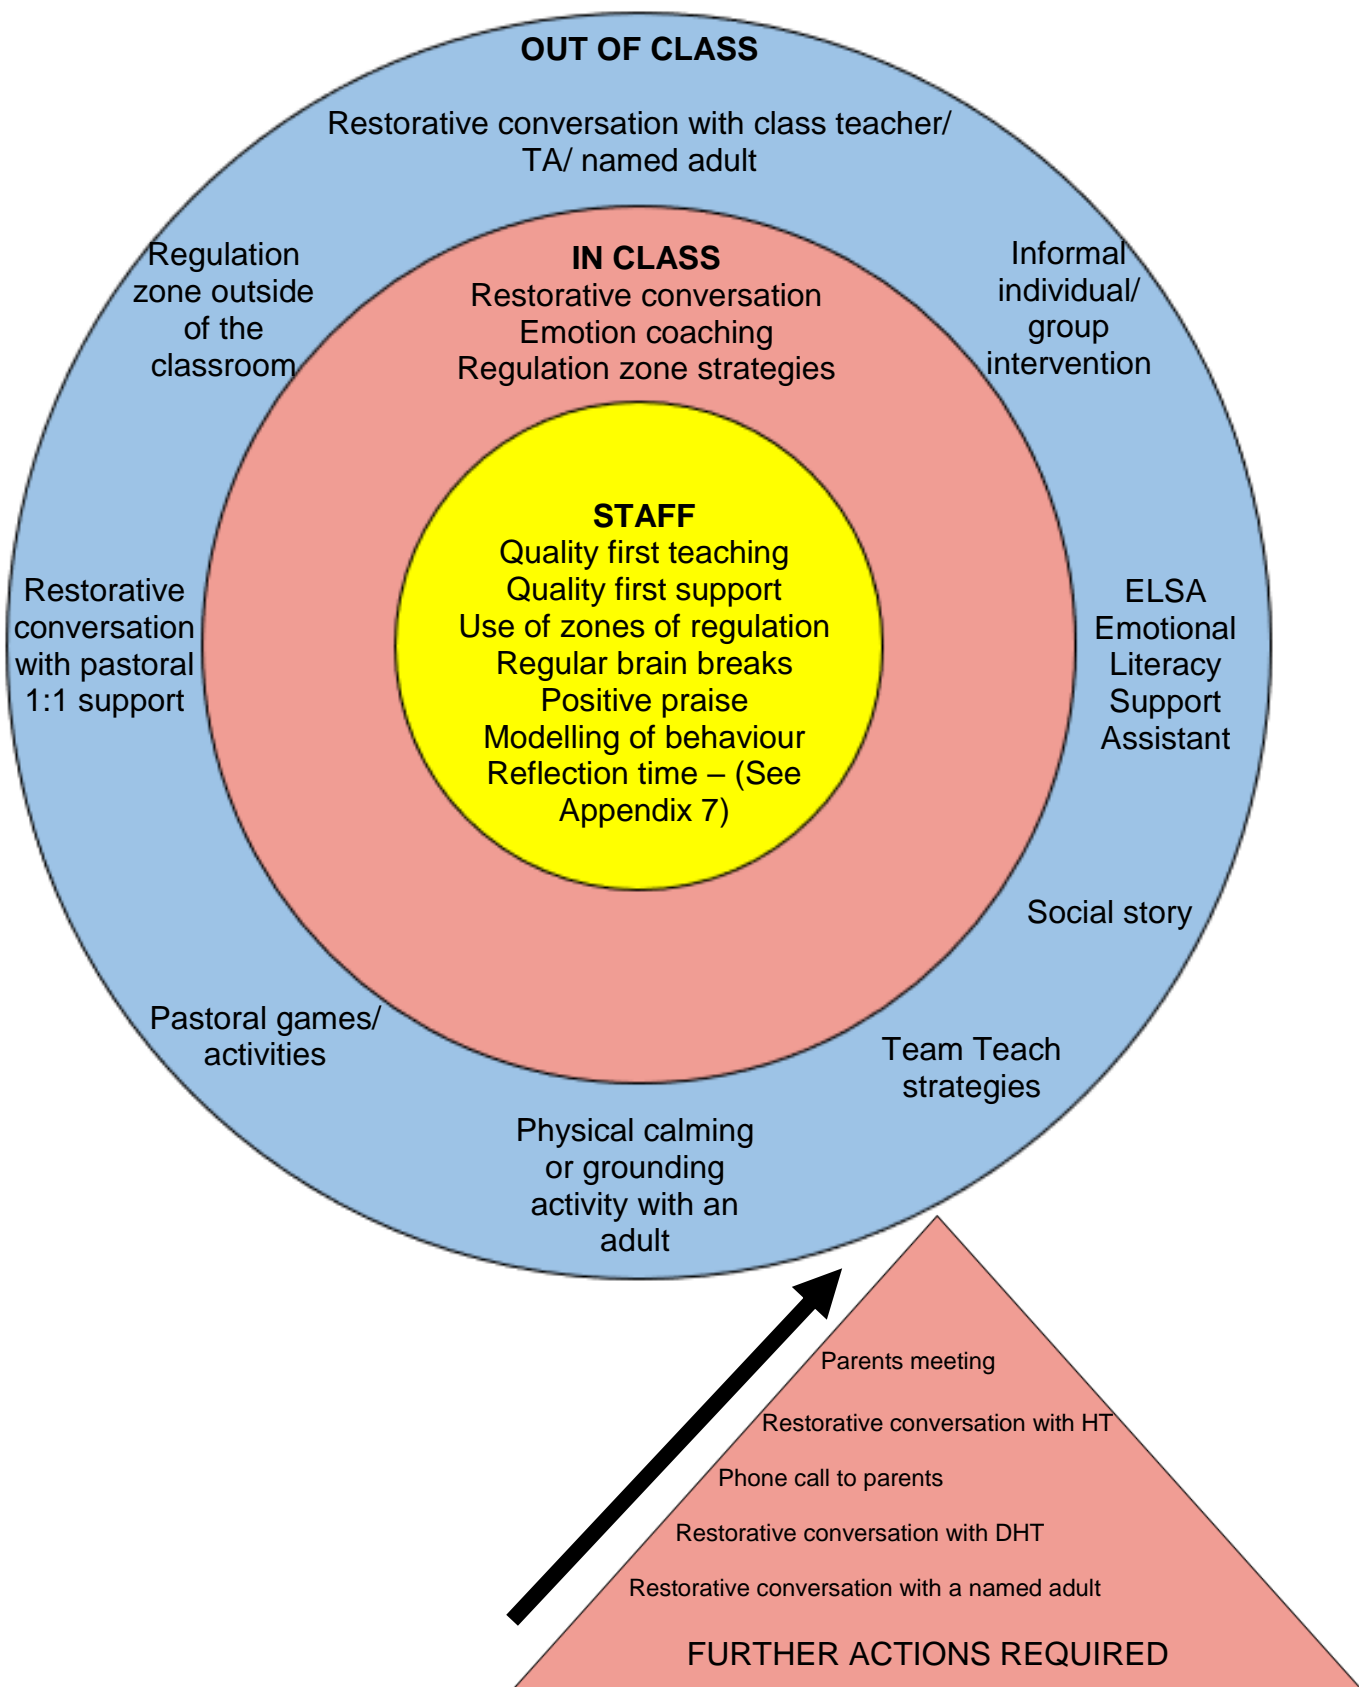 OUT OF CLASS
Restorative conversation with class teacher/
TA/ named adult
Regulation
zone outside
of the
classroom
IN CLASS
Restorative conversation
Emotion coaching
Regulation zone strategies
Informal
individual/
group
intervention
STAFF
Quality first teaching
Quality first support
Use of zones of regulation
Regular brain breaks
Positive praise
Modelling of behaviour
Reflection time – (See
Appendix 7)
Restorative
conversation
with pastoral
1:1 support
ELSA
Emotional
Literacy
Support
Assistant
Social story
Pastoral games/
activities
Team Teach
strategies
Physical calming
or grounding
activity with an
adult
Parents meeting
Restorative conversation with HT
Phone call to parents
Restorative conversation with DHT
Restorative conversation with a named adult
FURTHER ACTIONS REQUIRED